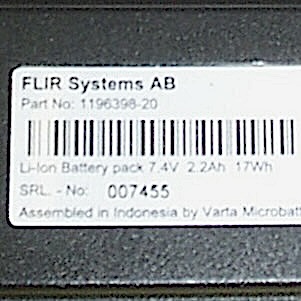 FLIR Systems AB
Part No: 1196398-20
Li-Ion Battery pack 7.4V 2.2Ah 17Wh
SRL. - No: 007455
Assembled in Indonesia by Varta Microbatt